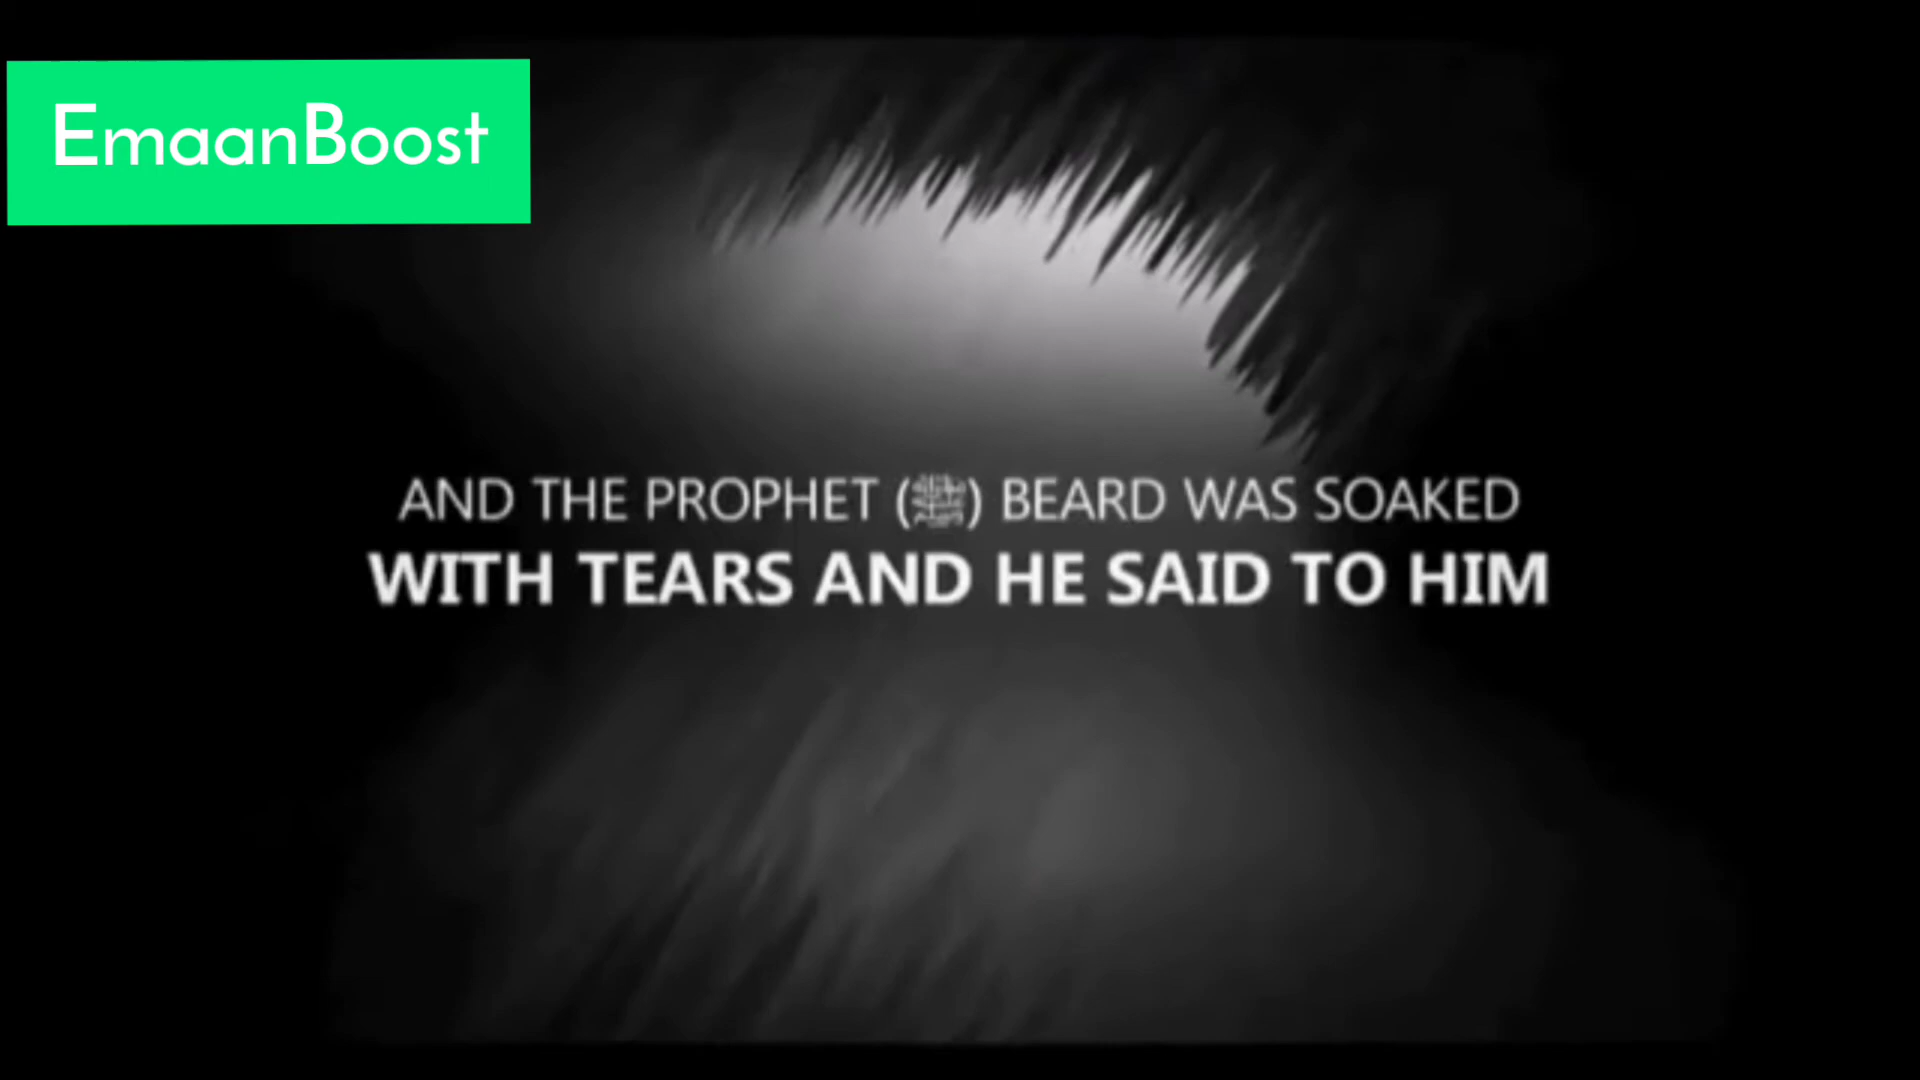 EmaanBoost
AND THE PROPHET (ﷺ) BEARD WAS SOAKED
WITH TEARS AND HE SAID TO HIM